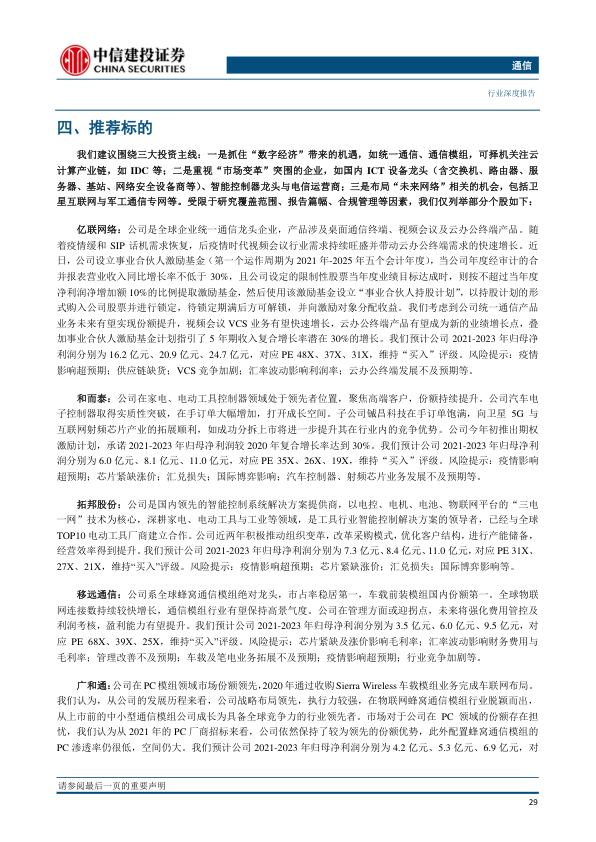 中信建投证券
CHINA SECURITIES
通信
行业深度报告
四、推荐标的
我们建议围绕三大投资主线：一是抓住“数字经济”带来的机遇，如统一通信、通信模组，可择机关注云
计算产业链，如 IDC 等；二是重视“市场变革”突围的企业，如国内 ICT 设备龙头（含交换机、路由器、服
务器、基站、网络安全设备商等）、智能控制器龙头与电信运营商；三是布局“未来网络”相关的机会，包括卫
星互联网与军工通信专网等。受限于研究覆盖范围、报告篇幅、合规管理等因素，我们仅列举部分个股如下：
亿联网络：公司是全球企业统一通信龙头企业，产品涉及桌面通信终端、视频会议及云办公终端产品。随
着疫情缓和 SIP 话机需求恢复，后疫情时代视频会议行业需求持续旺盛并带动云办公终端需求的快速增长。近
日，公司设立事业合伙人激励基金（第一个运作周期为 2021 年-2025 年五个会计年度），当公司年度经审计的合
并报表营业收入同比增长率不低于 30%，且公司设定的限制性股票当年度业绩目标达成时，则按不超过当年度
净利润净增加额 10%的比例提取激励基金，然后使用该激励基金设立“事业合伙人持股计划”，以持股计划的形
式购入公司股票并进行锁定，待锁定期满后方可解锁，并向激励对象分配收益。我们考虑到公司统一通信产品
业务未来有望实现份额提升，视频会议 VCS 业务有望快速增长，云办公终端产品有望成为新的业绩增长点，叠
加事业合伙人激励基金计划指引了 5 年期收入复合增长率潜在 30%的增长。我们预计公司 2021-2023 年归母净
利润分别为 16.2 亿元、20.9 亿元、24.7 亿元，对应 PE 48X、37X、31X，维持“买入”评级。风险提示：疫情
影响超预期；供应链缺货；VCS 竞争加剧；汇率波动影响利润率；云办公终端发展不及预期等。
和而泰：公司在家电、电动工具控制器领域处于领先者位置，聚焦高端客户，份额持续提升。公司汽车电
子控制器取得实质性突破，在手订单大幅增加，打开成长空间。子公司铖昌科技在手订单饱满，向卫星 5G 与
互联网射频芯片产业的拓展顺利，如成功分拆上市将进一步提升其在行业内的竞争优势。公司今年初推出期权
激励计划，承诺 2021-2023 年归母净利润较 2020 年复合增长率达到 30%。我们预计公司 2021-2023 年归母净利
润分别为 6.0 亿元、8.1 亿元、11.0 亿元，对应 PE 35X、26X、19X，维持“买入”评级。风险提示：疫情影响
超预期；芯片紧缺涨价；汇兑损失；国际博弈影响；汽车控制器、射频芯片业务发展不及预期等。
拓邦股份：公司是国内领先的智能控制系统解决方案提供商，以电控、电机、电池、物联网平台的“三电
一网”技术为核心，深耕家电、电动工具与工业等领域，是工具行业智能控制解决方案的领导者，已经与全球
TOP10 电动工具厂商建立合作。公司近两年积极推动组织变革，改革采购模式，优化客户结构，进行产能储备，
经营效率得到提升。我们预计公司 2021-2023 年归母净利润分别为 7.3 亿元、8.4 亿元、11.0 亿元，对应 PE 31X、
27X、21X，维持“买入”评级。风险提示：疫情影响超预期；芯片紧缺涨价；汇兑损失；国际博弈影响等。
移远通信：公司系全球蜂窝通信模组绝对龙头，市占率稳居第一，车载前装模组国内份额第一。全球物联
网连接数持续较快增长，通信模组行业有望保持高景气度。公司在管理方面或迎拐点，未来将强化费用管控及
利润考核，盈利能力有望提升。我们预计公司 2021-2023 年归母净利润分别为 3.5 亿元、6.0 亿元、9.5 亿元，对
应 PE 68X、39X、25X，维持“买入”评级。风险提示：芯片紧缺及涨价影响毛利率；汇率波动影响财务费用与
毛利率；管理改善不及预期；车载及笔电业务拓展不及预期；疫情影响超预期；行业竞争加剧等。
广和通：公司在 PC 模组领域市场份额领先，2020 年通过收购 Sierra Wireless 车载模组业务完成车联网布局。
我们认为，从公司的发展历程来看，公司战略布局领先，执行力较强，在物联网蜂窝通信模组行业脱颖而出，
从上市前的中小型通信模组公司成长为具备全球竞争力的行业领先者。市场对于公司在 PC 领域的份额存在担
忧，我们认为从 2021 年的 PC 厂商招标来看，公司依然保持了较为领先的份额优势，此外配置蜂窝通信模组的
PC 渗透率仍很低，空间仍大。我们预计公司 2021-2023 年归母净利润分别为 4.2 亿元、5.3 亿元、6.9 亿元，对
请参阅最后一页的重要声明
29